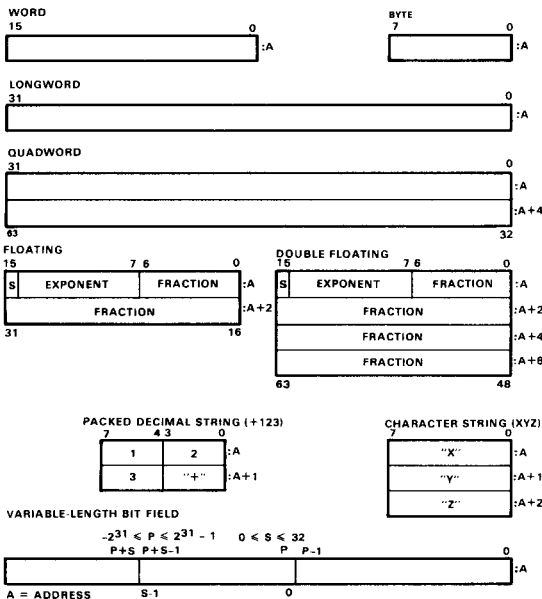 WORD
15 0
:A
BYTE
7 0
:A
LONGWORD
31 0
:A
QUADWORD
31 0
:A
:A+4
63 32
FLOATING
15 7 6 0
S EXPONENT FRACTION :A
FRACTION :A+2
31 16
DOUBLE FLOATING
15 7 6 0
S EXPONENT FRACTION :A
FRACTION :A+2
FRACTION :A+4
FRACTION :A+6
63 48
PACKED DECIMAL STRING (+123)
7 4 3 0
1 2 :A
3 "+" :A+1
CHARACTER STRING (XYZ)
7 0
"X" :A
"Y" :A+1
"Z" :A+2
VARIABLE-LENGTH BIT FIELD
-2³¹ ⩽ P ⩽ 2³¹ - 1 0 ⩽ S ⩽ 32
P+S P+S-1 P P-1 0
:A
A = ADDRESS S-1 0